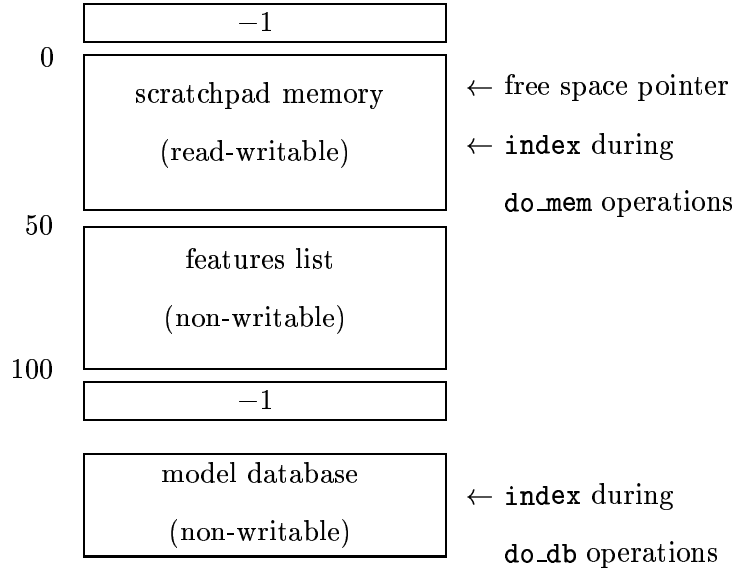 −1
0
scratchpad memory
← free space pointer
(read-writable)
← index during
do_mem operations
50
features list
(non-writable)
100
−1
model database
← index during
(non-writable)
do_db operations